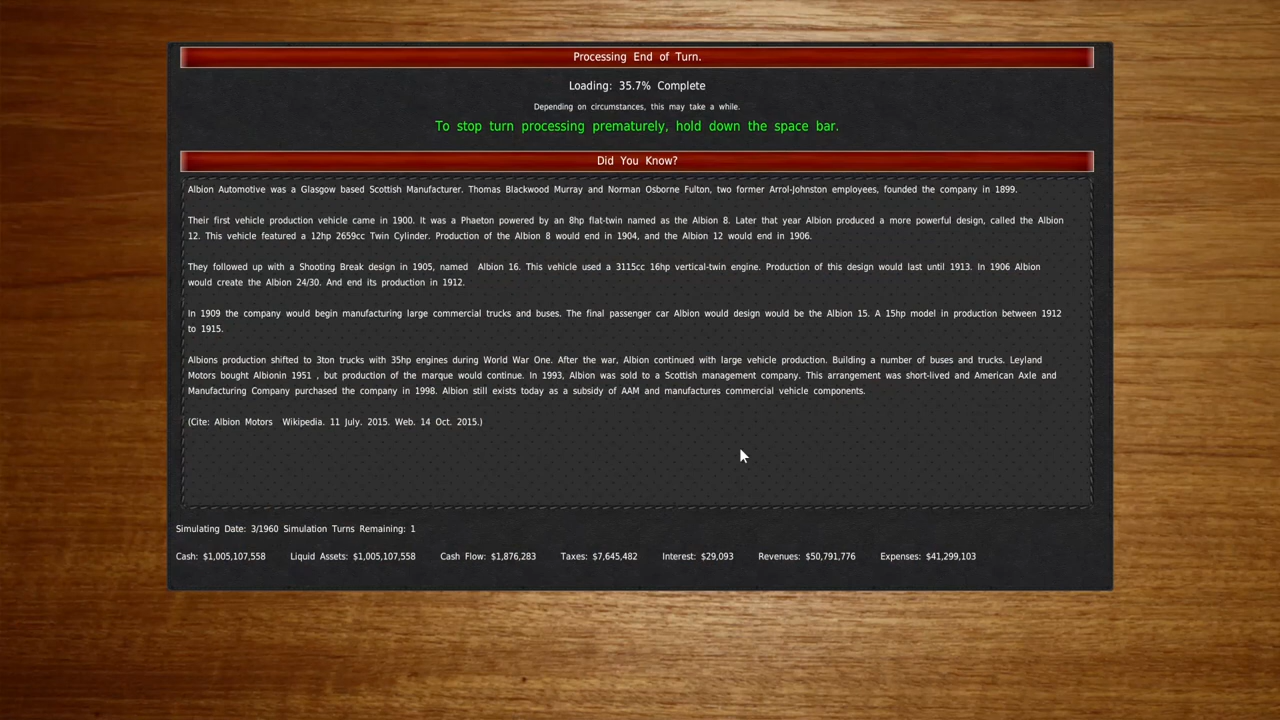 Processing End of Turn.
Loading: 35.7% Complete
Depending on circumstances, this may take a while.
To stop turn processing prematurely, hold down the space bar.
Did You Know?
Albion Automotive was a Glasgow based Scottish Manufacturer. Thomas Blackwood Murray and Norman Osborne Fulton, two former Arrol-Johnston employees, founded the company in 1899.
Their first vehicle production vehicle came in 1900. It was a Phaeton powered by an 8hp flat-twin named as the Albion 8. Later that year Albion produced a more powerful design, called the Albion
12. This vehicle featured a 12hp 2659cc Twin Cylinder. Production of the Albion 8 would end in 1904, and the Albion 12 would end in 1906.
They followed up with a Shooting Break design in 1905, named  Albion 16. This vehicle used a 3115cc 16hp vertical-twin engine. Production of this design would last until 1913. In 1906 Albion
would create the Albion 24/30. And end its production in 1912.
In 1909 the company would begin manufacturing large commercial trucks and buses. The final passenger car Albion would design would be the Albion 15. A 15hp model in production between 1912
to 1915.
Albions production shifted to 3ton trucks with 35hp engines during World War One. After the war, Albion continued with large vehicle production. Building a number of buses and trucks. Leyland
Motors bought Albionin 1951 , but production of the marque would continue. In 1993, Albion was sold to a Scottish management company. This arrangement was short-lived and American Axle and
Manufacturing Company purchased the company in 1998. Albion still exists today as a subsidy of AAM and manufactures commercial vehicle components.
(Cite: Albion Motors  Wikipedia. 11 July. 2015. Web. 14 Oct. 2015.)
Simulating Date: 3/1960 Simulation Turns Remaining: 1
Cash: $1,005,107,558 Liquid Assets: $1,005,107,558 Cash Flow: $1,876,283 Taxes: $7,645,482 Interest: $29,093 Revenues: $50,791,776 Expenses: $41,299,103